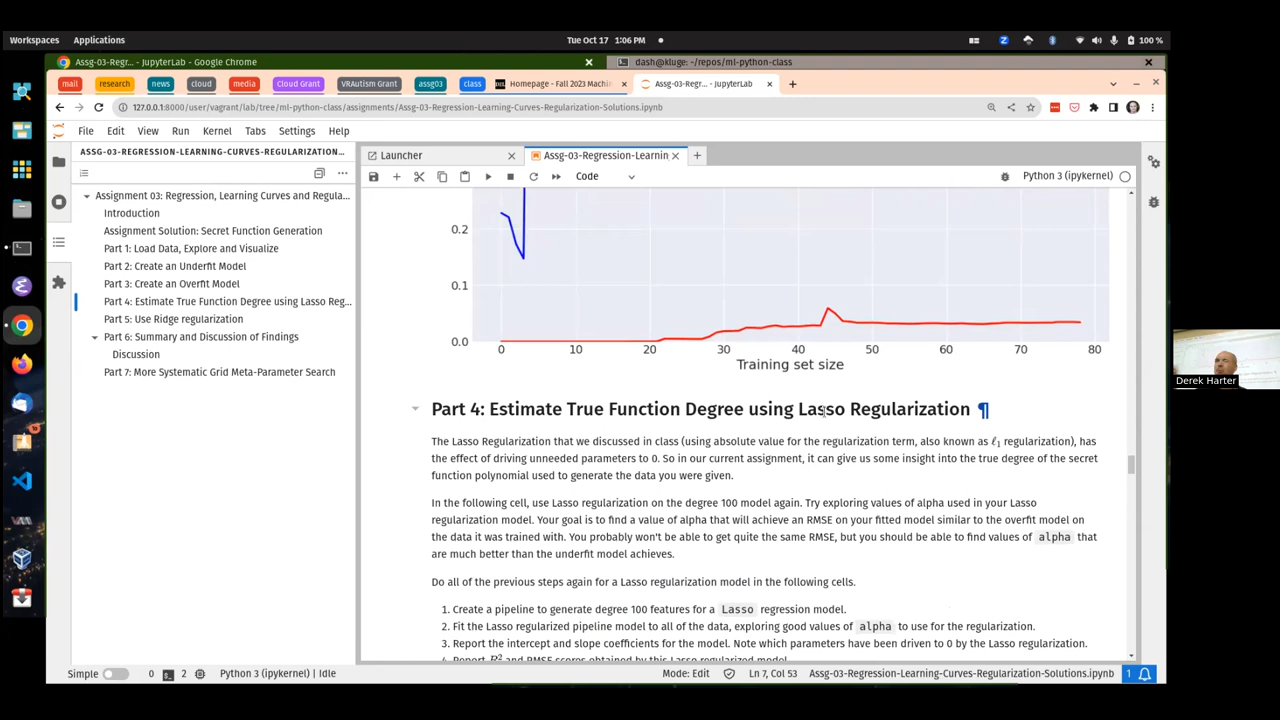 Workspaces Applications Tue Oct 17 1:06 PM 100 %
Assg-03-Regr... - JupyterLab - Google Chrome dash@kluge: ~/repos/ml-python-class
mail research news cloud media Cloud Grant VRAutism Grant assg03 class Homepage - Fall 2023 Machin Assg-03-Regr... - JupyterLab
127.0.0.1:8000/user/vagrant/lab/tree/ml-python-class/assignments/Assg-03-Regression-Learning-Curves-Regularization-Solutions.ipynb
File Edit View Run Kernel Tabs Settings Help
ASSG-03-REGRESSION-LEARNING-CURVES-REGULARIZATION...
Launcher Assg-03-Regression-Learnin
Code Python 3 (ipykernel)
Assignment 03: Regression, Learning Curves and Regula...
Introduction
Assignment Solution: Secret Function Generation
Part 1: Load Data, Explore and Visualize
Part 2: Create an Underfit Model
Part 3: Create an Overfit Model
Part 4: Estimate True Function Degree using Lasso Reg...
Part 5: Use Ridge regularization
Part 6: Summary and Discussion of Findings
Discussion
Part 7: More Systematic Grid Meta-Parameter Search
0.2
0.1
0.0
0 10 20 30 40 50 60 70 80
Training set size
Part 4: Estimate True Function Degree using Lasso Regularization ¶
The Lasso Regularization that we discussed in class (using absolute value for the regularization term, also known as ℓ1 regularization), has
the effect of driving unneeded parameters to 0. So in our current assignment, it can give us some insight into the true degree of the secret
function polynomial used to generate the data you were given.
In the following cell, use Lasso regularization on the degree 100 model again. Try exploring values of alpha used in your Lasso
regularization model. Your goal is to find a value of alpha that will achieve an RMSE on your fitted model similar to the overfit model on
the data it was trained with. You probably won't be able to get quite the same RMSE, but you should be able to find values of alpha that
are much better than the underfit model achieves.
Do all of the previous steps again for a Lasso regularization model in the following cells.
1. Create a pipeline to generate degree 100 features for a Lasso regression model.
2. Fit the Lasso regularized pipeline model to all of the data, exploring good values of alpha to use for the regularization.
3. Report the intercept and slope coefficients for the model. Note which parameters have been driven to 0 by the Lasso regularization.
4. Report R2 and RMSE scores obtained by this Lasso regularized model.
Simple 0 2 Python 3 (ipykernel) | Idle Mode: Edit Ln 7, Col 53 Assg-03-Regression-Learning-Curves-Regularization-Solutions.ipynb 1
Derek Harter